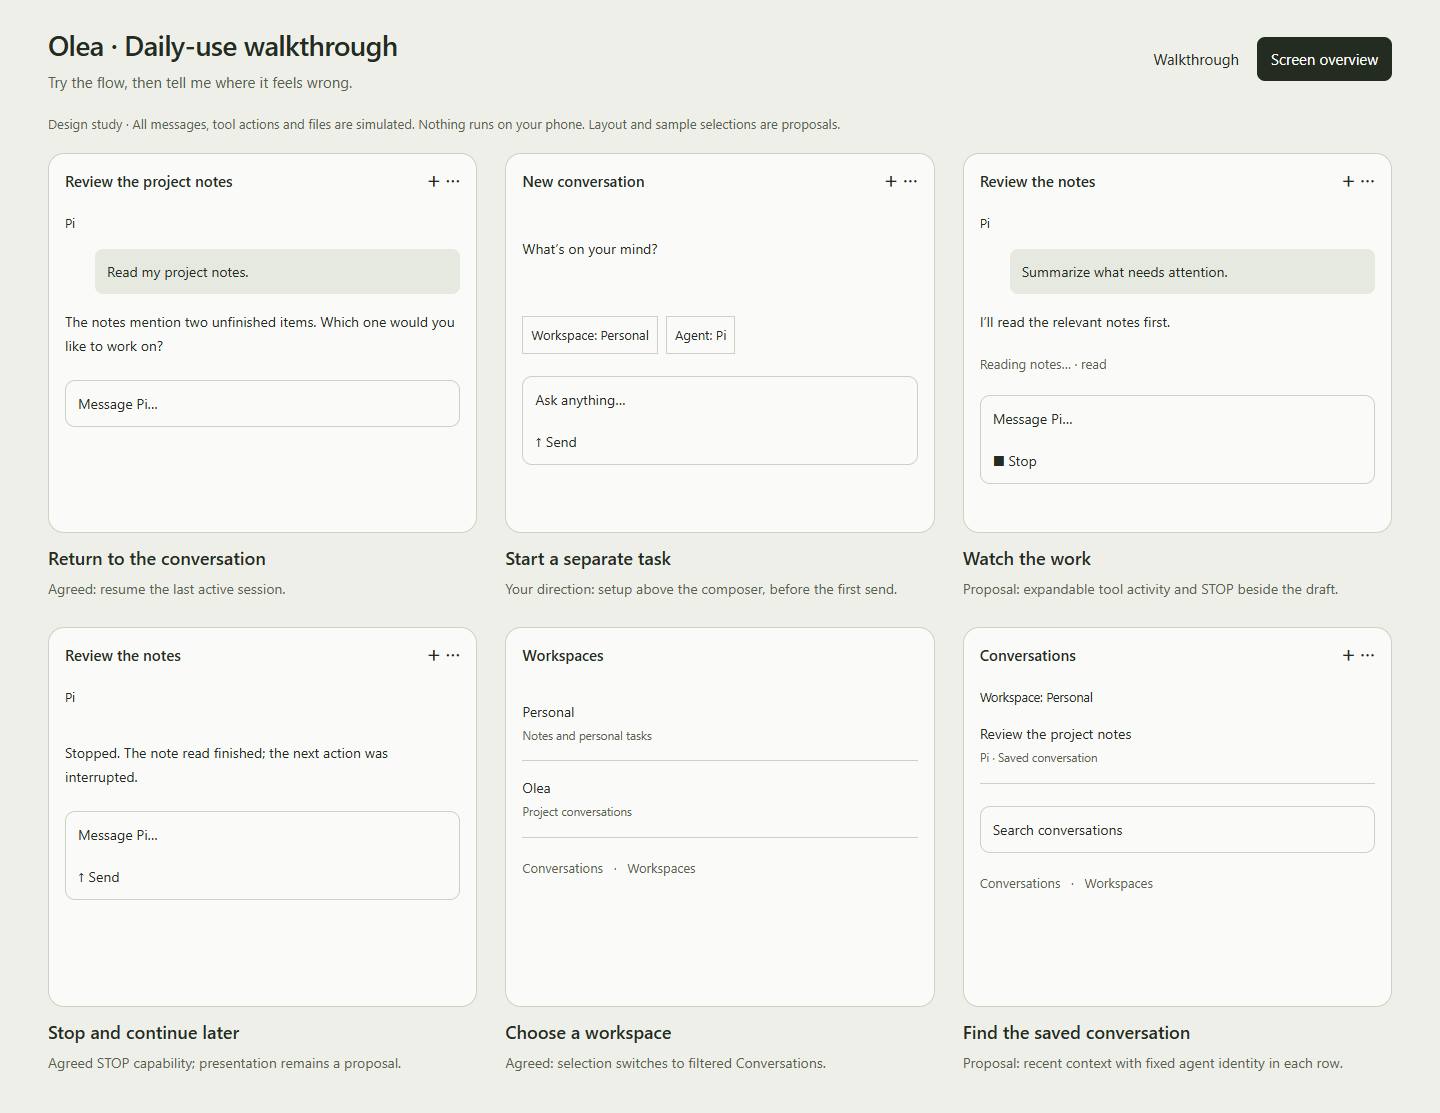 Olea · Daily-use walkthrough
Try the flow, then tell me where it feels wrong.
Walkthrough
Screen overview
Design study · All messages, tool actions and files are simulated. Nothing runs on your phone. Layout and sample selections are proposals.
Review the project notes
+ ···
Pi
Read my project notes.
The notes mention two unfinished items. Which one would you
like to work on?
Message Pi…
Return to the conversation
Agreed: resume the last active session.
New conversation
+ ···
What’s on your mind?
Workspace: Personal
Agent: Pi
Ask anything…
↑ Send
Start a separate task
Your direction: setup above the composer, before the first send.
Review the notes
+ ···
Pi
Summarize what needs attention.
I’ll read the relevant notes first.
Reading notes… · read
Message Pi…
■ Stop
Watch the work
Proposal: expandable tool activity and STOP beside the draft.
Review the notes
+ ···
Pi
Stopped. The note read finished; the next action was
interrupted.
Message Pi…
↑ Send
Stop and continue later
Agreed STOP capability; presentation remains a proposal.
Workspaces
Personal
Notes and personal tasks
Olea
Project conversations
Conversations · Workspaces
Choose a workspace
Agreed: selection switches to filtered Conversations.
Conversations
+ ···
Workspace: Personal
Review the project notes
Pi · Saved conversation
Search conversations
Conversations · Workspaces
Find the saved conversation
Proposal: recent context with fixed agent identity in each row.